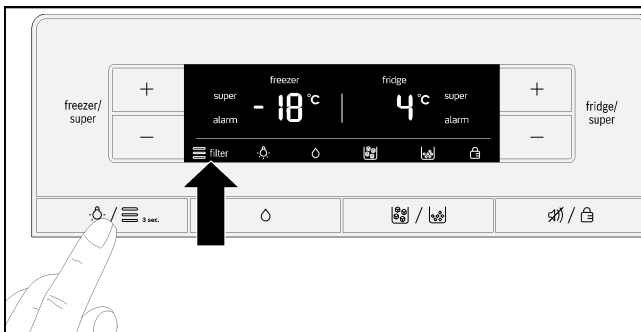 freezer/
super
+
−
super
alarm
freezer
-18°C
fridge
4°C
super
alarm
filter
+
−
fridge/
super
/
3 sec.
/
/